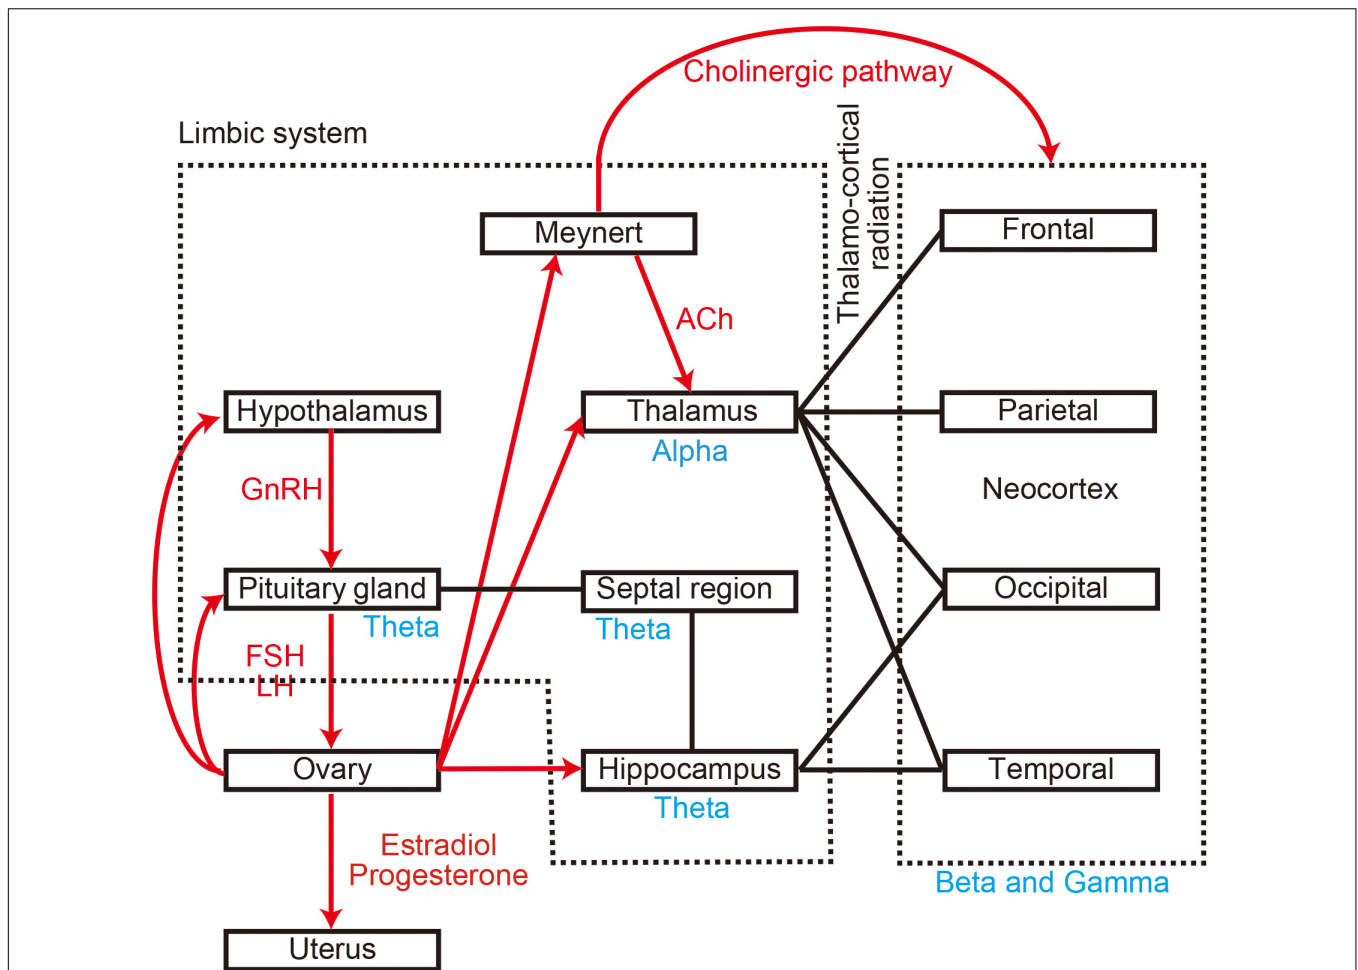 Cholinergic pathway
Limbic system
Thalamo-cortical
radiation
Meynert
Frontal
ACh
Hypothalamus
Thalamus
Parietal
Alpha
GnRH
Neocortex
Pituitary gland
Septal region
Occipital
Theta
Theta
FSH
LH
Ovary
Hippocampus
Temporal
Theta
Estradiol
Progesterone
Beta and Gamma
Uterus